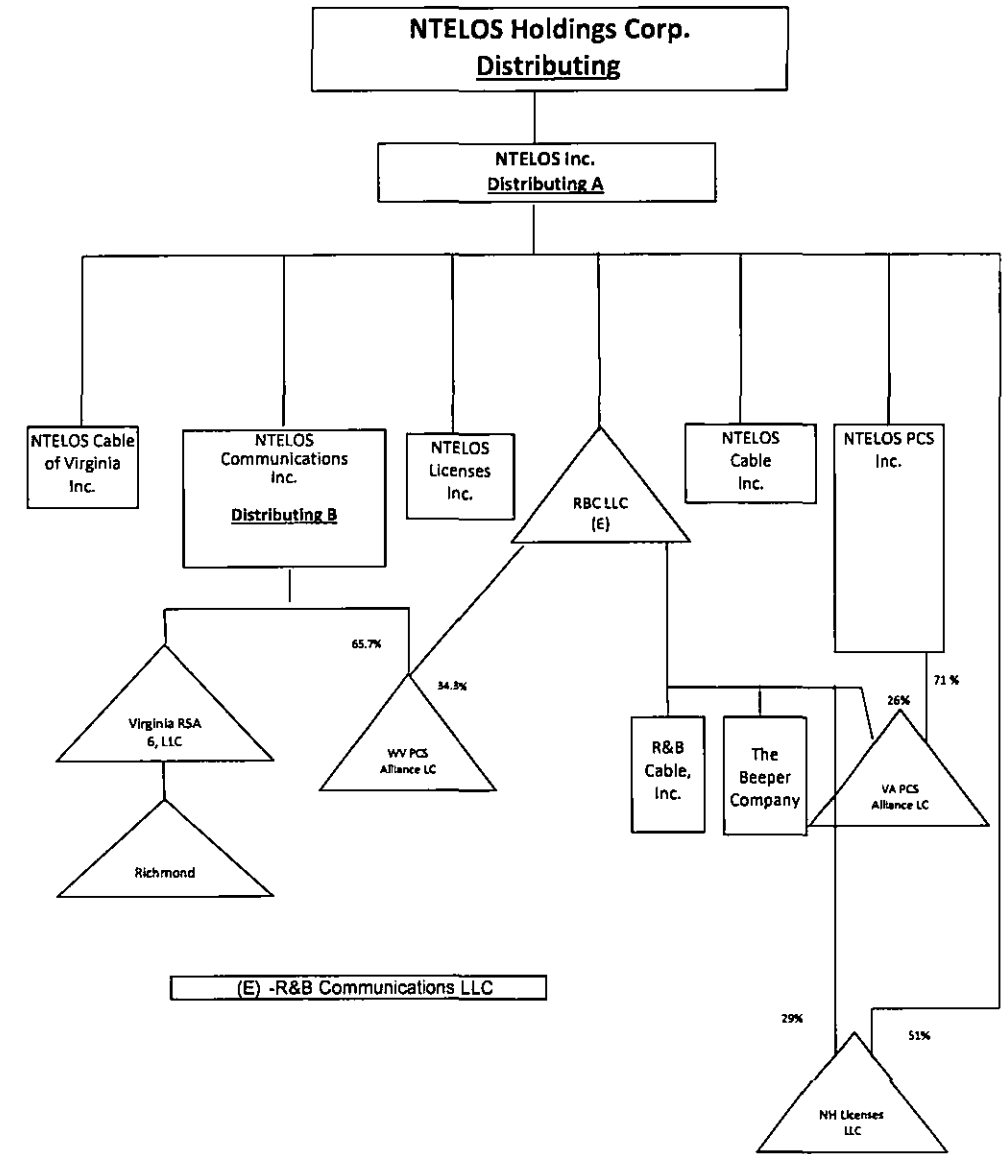 NTELOS Holdings Corp.
Distributing
NTELOS Inc.
Distributing A
NTELOS Cable
of Virginia
Inc.
NTELOS
Communications
Inc.
Distributing B
NTELOS
Licenses
Inc.
RBC LLC
(E)
NTELOS
Cable
Inc.
NTELOS PCS
Inc.
65.7%
34.3%
71 %
26%
Virginia RSA
6, LLC
WV PCS
Alliance LC
R&B
Cable,
Inc.
The
Beeper
Company
VA PCS
Alliance LC
Richmond
(E) -R&B Communications LLC
29%
51%
NH Licenses
LLC